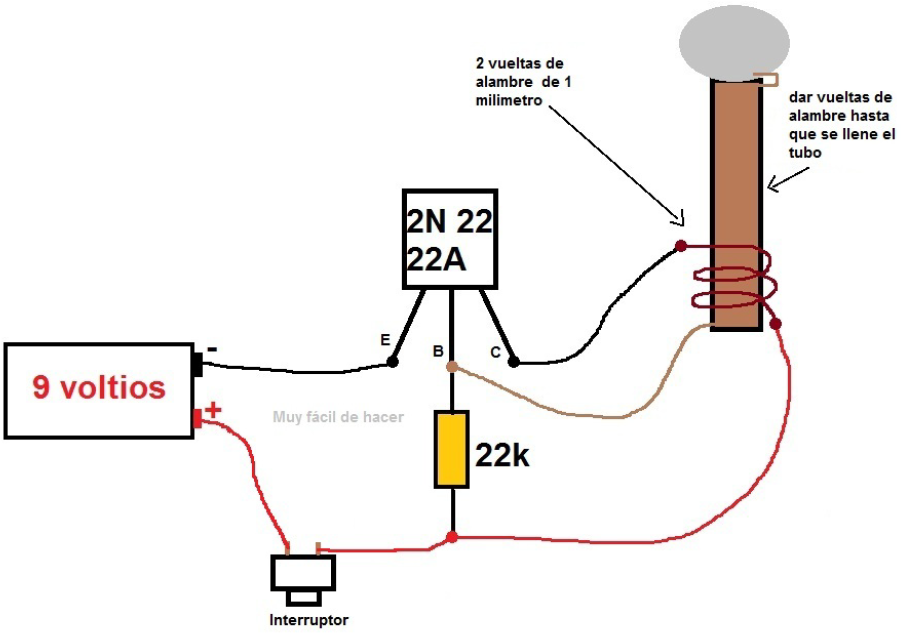 2 vueltas de
alambre de 1
milimetro
dar vueltas de
alambre hasta
que se llene el
tubo
2N 22
22A
E
B
C
-
9 voltios
+
Muy fácil de hacer
22k
Interruptor